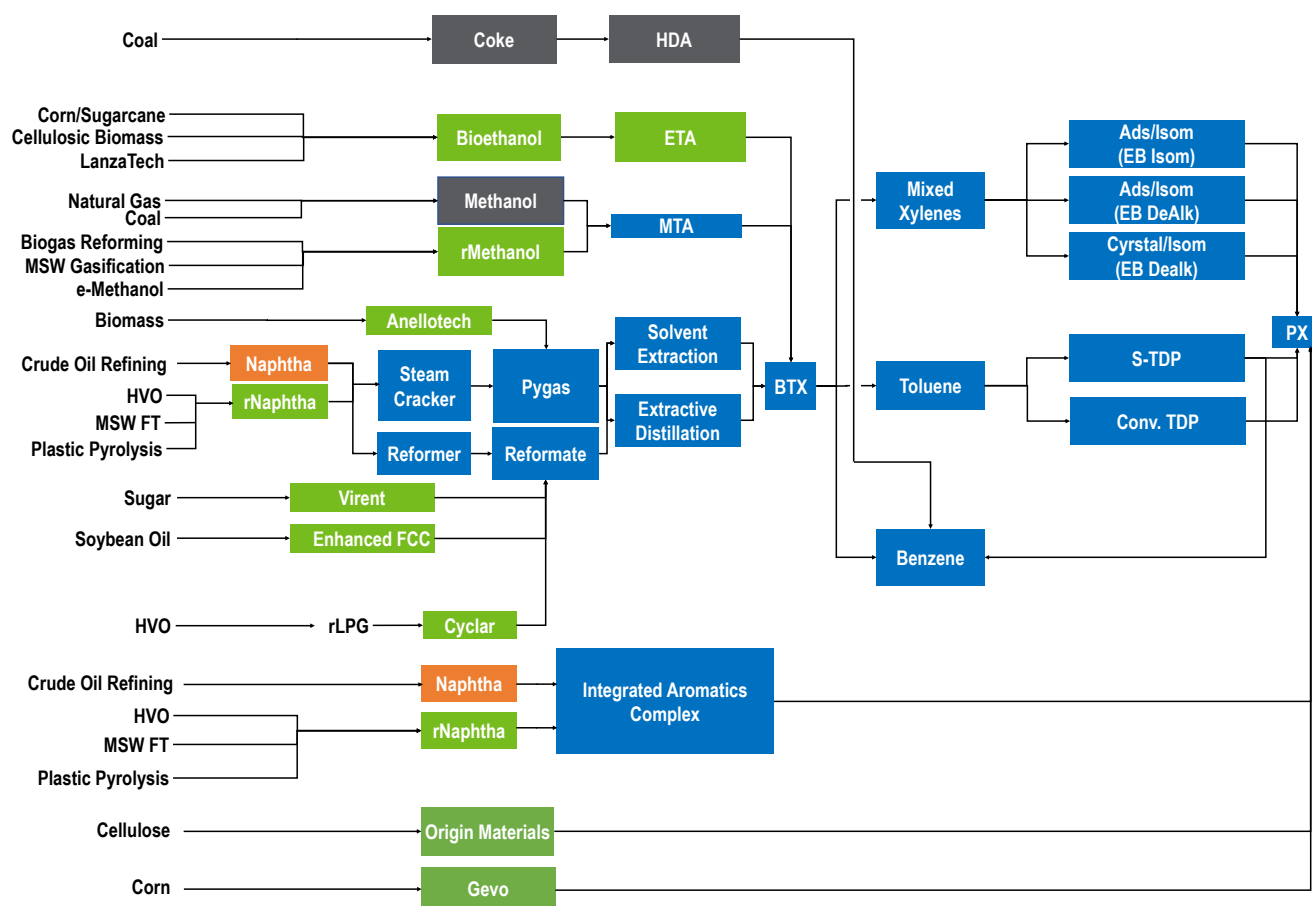 Coal
Coke
HDA
Corn/Sugarcane
Cellulosic Biomass
LanzaTech
Bioethanol
ETA
Natural Gas
Coal
Methanol
Biogas Reforming
MSW Gasification
e-Methanol
rMethanol
MTA
Biomass
Anellotech
Crude Oil Refining
Naphtha
HVO
MSW FT
Plastic Pyrolysis
rNaphtha
Steam
Cracker
Reformer
Pygas
Reformate
Solvent
Extraction
Extractive
Distillation
BTX
Mixed
Xylenes
Toluene
Benzene
Ads/Isom
(EB Isom)
Ads/Isom
(EB DeAlk)
Cyrstal/Isom
(EB Dealk)
S-TDP
Conv. TDP
PX
Sugar
Virent
Soybean Oil
Enhanced FCC
HVO
rLPG
Cyclar
Crude Oil Refining
Naphtha
HVO
MSW FT
Plastic Pyrolysis
rNaphtha
Integrated Aromatics
Complex
Cellulose
Origin Materials
Corn
Gevo